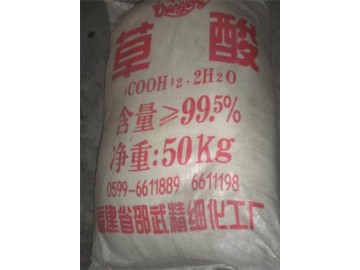 草酸
(COOH)2·2H2O
含量≥99.5%
净重:50Kg
0599-6611889 6611198
福建省邵武精细化工厂